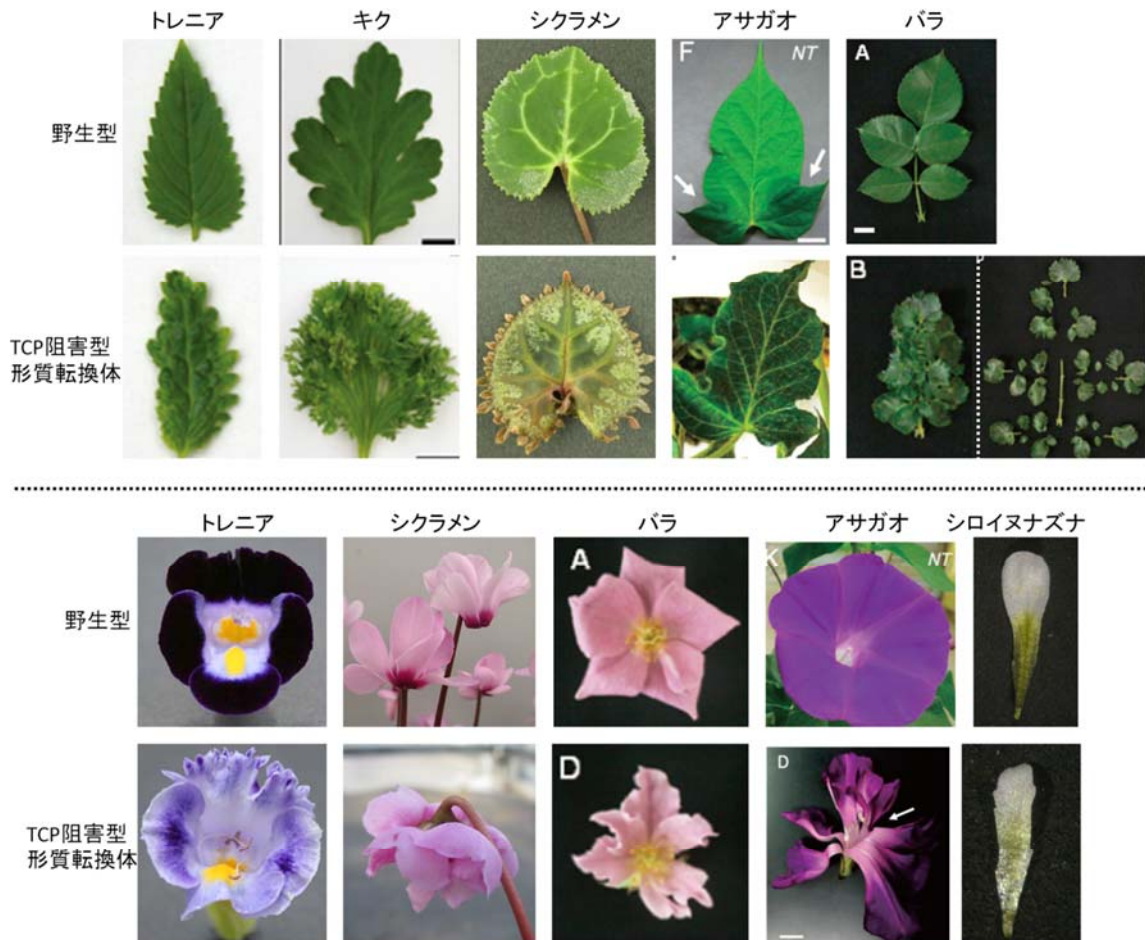 トレニア キク シクラメン アサガオ バラ
野生型
F NT A
TCP阻害型
形質転換体
B
トレニア シクラメン バラ アサガオ シロイヌナズナ
野生型
A K NT
TCP阻害型
形質転換体
D D